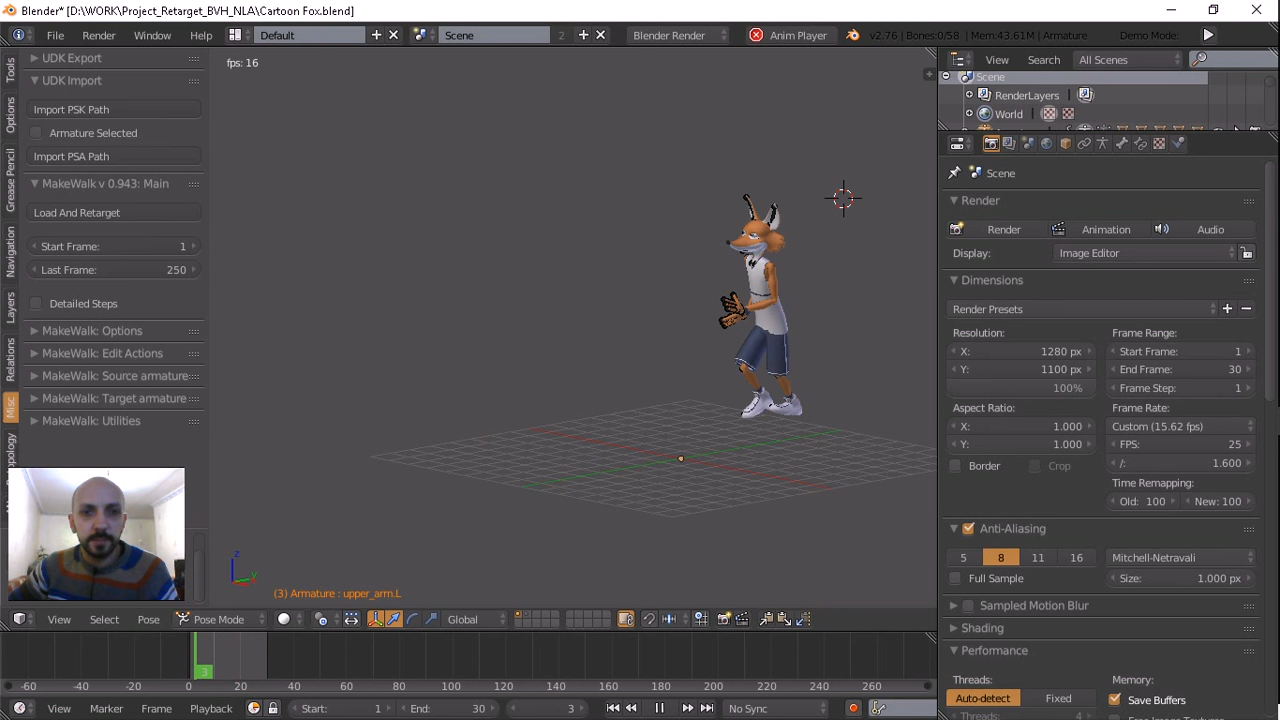 Blender* [D:\WORK\Project_Retarget_BVH_NLA\Cartoon Fox.blend]
File Render Window Help Default Scene 2 Blender Render Anim Player v2.76 | Bones:0/58 | Mem:43.61M | Armature Demo Mode:
Tools
Options
Grease Pencil
Navigation
Layers
Relations
Misc
UDK Export
UDK Import
Import PSK Path
Armature Selected
Import PSA Path
MakeWalk v 0.943: Main
Load And Retarget
Start Frame: 1
Last Frame: 250
Detailed Steps
MakeWalk: Options
MakeWalk: Edit Actions
MakeWalk: Source armature
MakeWalk: Target armature
MakeWalk: Utilities
fps: 16
z
y
(3) Armature : upper_arm.L
View Select Pose Pose Mode Global
3
-60 -40 -20 0 20 40 60 80 100 120 140 160 180 200 220 240 260
View Marker Frame Playback Start: 1 End: 30 3 No Sync
View Search All Scenes
Scene
RenderLayers
World
Scene
Render
Render Animation Audio
Display: Image Editor
Dimensions
Render Presets
Resolution: Frame Range:
X: 1280 px Start Frame: 1
Y: 1100 px End Frame: 30
100% Frame Step: 1
Aspect Ratio: Frame Rate:
X: 1.000 Custom (15.62 fps)
Y: 1.000 FPS: 25
Border Crop /: 1.600
Time Remapping:
Old: 100 New: 100
Anti-Aliasing
5 8 11 16 Mitchell-Netravali
Full Sample Size: 1.000 px
Sampled Motion Blur
Shading
Performance
Threads: Memory:
Auto-detect Fixed Save Buffers